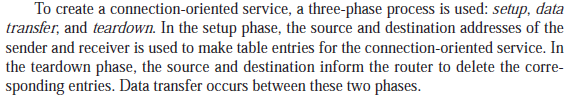 To create a connection-oriented service, a three-phase process is used: setup, data
transfer, and teardown. In the setup phase, the source and destination addresses of the
sender and receiver is used to make table entries for the connection-oriented service. In
the teardown phase, the source and destination inform the router to delete the corre-
sponding entries. Data transfer occurs between these two phases.